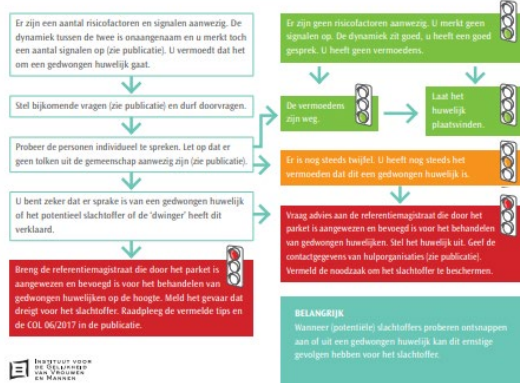 Er zijn een aantal risicofactoren en signalen aanwezig. De
dynamiek tussen de twee is onaangenaam en u merkt toch
een aantal signalen op (zie publicatie). U vermoedt dat het
om een gedwongen huwelijk gaat.
Stel bijkomende vragen (zie publicatie) en durf doorvragen.
Probeer de personen individueel te spreken. Let op dat er
geen tolken uit de gemeenschap aanwezig zijn (zie publicatie).
U bent zeker dat er sprake is van een gedwongen huwelijk
of het potentieel slachtoffer of de ‘dwinger’ heeft dit
verklaard.
Breng de referentiemagistraat die door het parket is
aangewezen en bevoegd is voor het behandelen van
gedwongen huwelijken op de hoogte. Meld het gevaar dat
dreigt voor het slachtoffer. Raadpleeg de vermelde tips en
de COL 06/2017 in de publicatie.
Er zijn geen risicofactoren aanwezig. U merkt geen
signalen op. De dynamiek zit goed, u heeft een goed
gesprek. U heeft geen vermoedens.
De vermoedens
zijn weg.
Laat het
huwelijk
plaatsvinden.
Er is nog steeds twijfel. U heeft nog steeds het
vermoeden dat dit een gedwongen huwelijk is.
Vraag advies aan de referentiemagistraat die door het
parket is aangewezen en bevoegd is voor het behandelen
van gedwongen huwelijken. Stel het huwelijk uit. Geef de
contactgegevens van hulporganisaties (zie publicatie).
Vermeld de noodzaak om het slachtoffer te beschermen.
BELANGRIJK
Wanneer (potentiële) slachtoffers proberen ontsnappen
aan of uit een gedwongen huwelijk kan dit ernstige
gevolgen hebben voor het slachtoffer.
INSTITUUT VOOR
DE GELIJKHEID
VAN VROUWEN
EN MANNEN